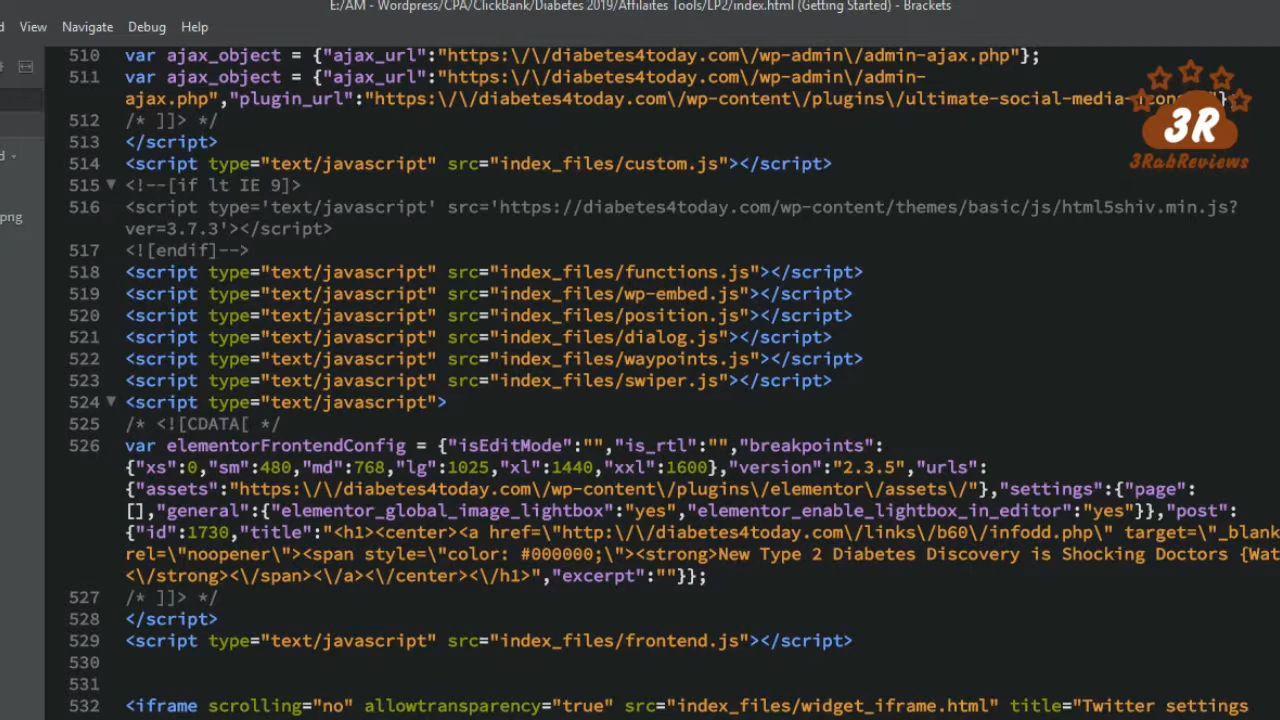 E:/AM - Wordpress/CPA/ClickBank/Diabetes 2019/Affilaites Tools/LP2/index.html (Getting Started) - Brackets
View Navigate Debug Help
510 var ajax_object = {"ajax_url":"https:\/\/diabetes4today.com\/wp-admin\/admin-ajax.php"};
511 var ajax_object = {"ajax_url":"https:\/\/diabetes4today.com\/wp-admin\/admin-
ajax.php","plugin_url":"https:\/\/diabetes4today.com\/wp-content\/plugins\/ultimate-social-media-
512 /* ]]> */
513 </script>
514 <script type="text/javascript" src="index_files/custom.js"></script>
515 <!--[if lt IE 9]>
516 <script type='text/javascript' src='https://diabetes4today.com/wp-content/themes/basic/js/html5shiv.min.js?
ver=3.7.3'></script>
517 <![endif]-->
518 <script type="text/javascript" src="index_files/functions.js"></script>
519 <script type="text/javascript" src="index_files/wp-embed.js"></script>
520 <script type="text/javascript" src="index_files/position.js"></script>
521 <script type="text/javascript" src="index_files/dialog.js"></script>
522 <script type="text/javascript" src="index_files/waypoints.js"></script>
523 <script type="text/javascript" src="index_files/swiper.js"></script>
524 <script type="text/javascript">
525 /* <![CDATA[ */
526 var elementorFrontendConfig = {"isEditMode":"","is_rtl":"","breakpoints":
{"xs":0,"sm":480,"md":768,"lg":1025,"xl":1440,"xxl":1600},"version":"2.3.5","urls":
{"assets":"https:\/\/diabetes4today.com\/wp-content\/plugins\/elementor\/assets\/"},"settings":{"page":
[],"general":{"elementor_global_image_lightbox":"yes","elementor_enable_lightbox_in_editor":"yes"}},"post":
{"id":1730,"title":"<h1><center><a href=\"http:\/\/diabetes4today.com\/links\/b60\/infodd.php\" target=\"_blank
rel=\"noopener\"><span style=\"color: #000000;\"><strong>New Type 2 Diabetes Discovery is Shocking Doctors {Wat
<\/strong><\/span><\/a><\/center><\/h1>","excerpt":""}};
527 /* ]]> */
528 </script>
529 <script type="text/javascript" src="index_files/frontend.js"></script>
530
531
532 <iframe scrolling="no" allowtransparency="true" src="index_files/widget_iframe.html" title="Twitter settings
png
3R
3RabReviews